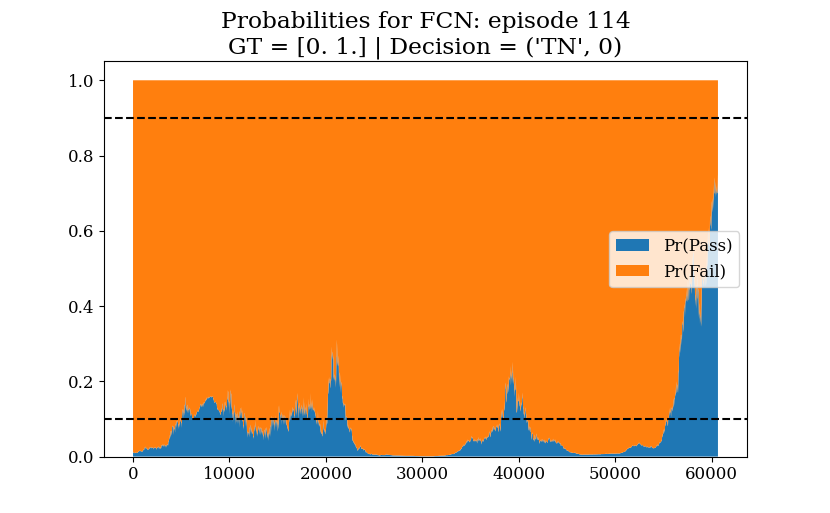 Probabilities for FCN: episode 114
GT = [0. 1.] | Decision = ('TN', 0)
1.0
0.8
0.6
0.4
0.2
0.0
Pr(Pass)
Pr(Fail)
0 10000 20000 30000 40000 50000 60000